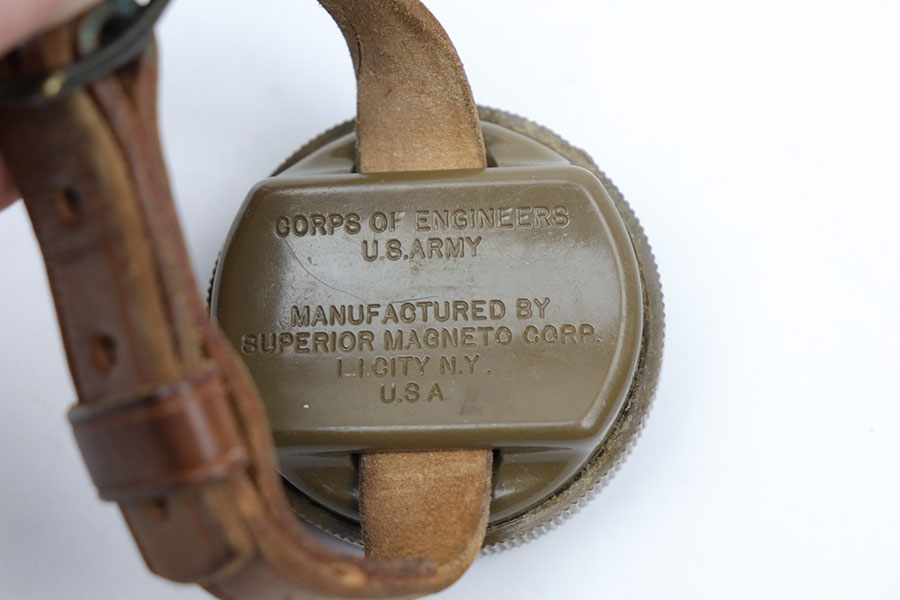 CORPS OF ENGINEERS
U.S.ARMY
MANUFACTURED BY
SUPERIOR MAGNETO CORP.
L.I.CITY N.Y.
U.S.A